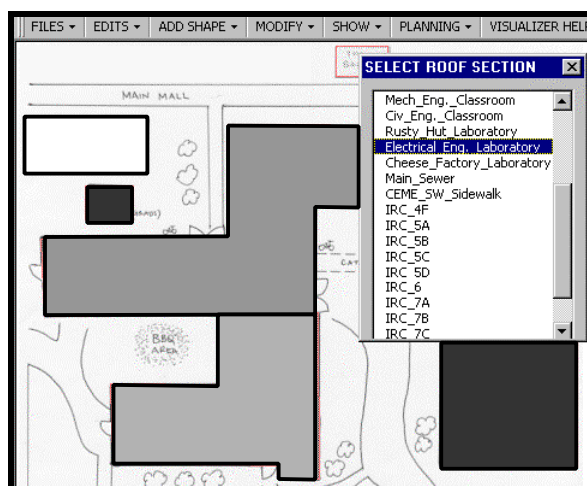 FILES EDITS ADD SHAPE MODIFY SHOW PLANNING VISUALIZER HEL
SELECT ROOF SECTION
MAIN MALL
Mech_Eng._Classroom
Civ_Eng._Classroom
Rusty_Hut_Laboratory
Electrical_Eng._Laboratory
Cheese_Factory_Laboratory
Main_Sewer
CEME_SW_Sidewalk
IRC_4F
IRC_5A
IRC_5B
IRC_5C
IRC_5D
IRC_6
IRC_7A
IRC_7B
IRC_7C
CAT
BBQ
AREA